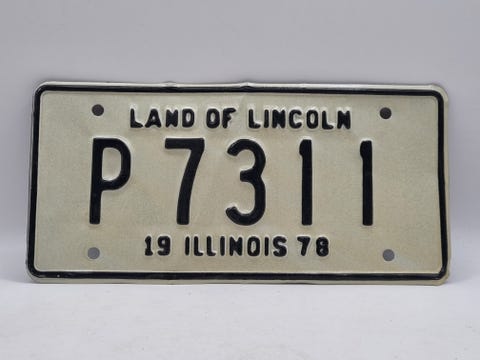 LAND OF LINCOLN
P 7311
19 ILLINOIS 78